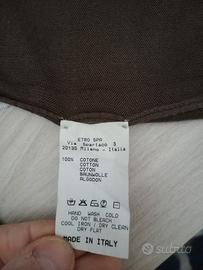 ETRO SPA
Via Spartaco 3
20135 Milano - Italia
100% COTONE
COTTON
COTON
BAUMWOLLE
ALGODON
HAND WASH COLD
DO NOT BLEACH
COOL IRON / DRY CLEAN
DRY FLAT
MADE IN ITALY
subito